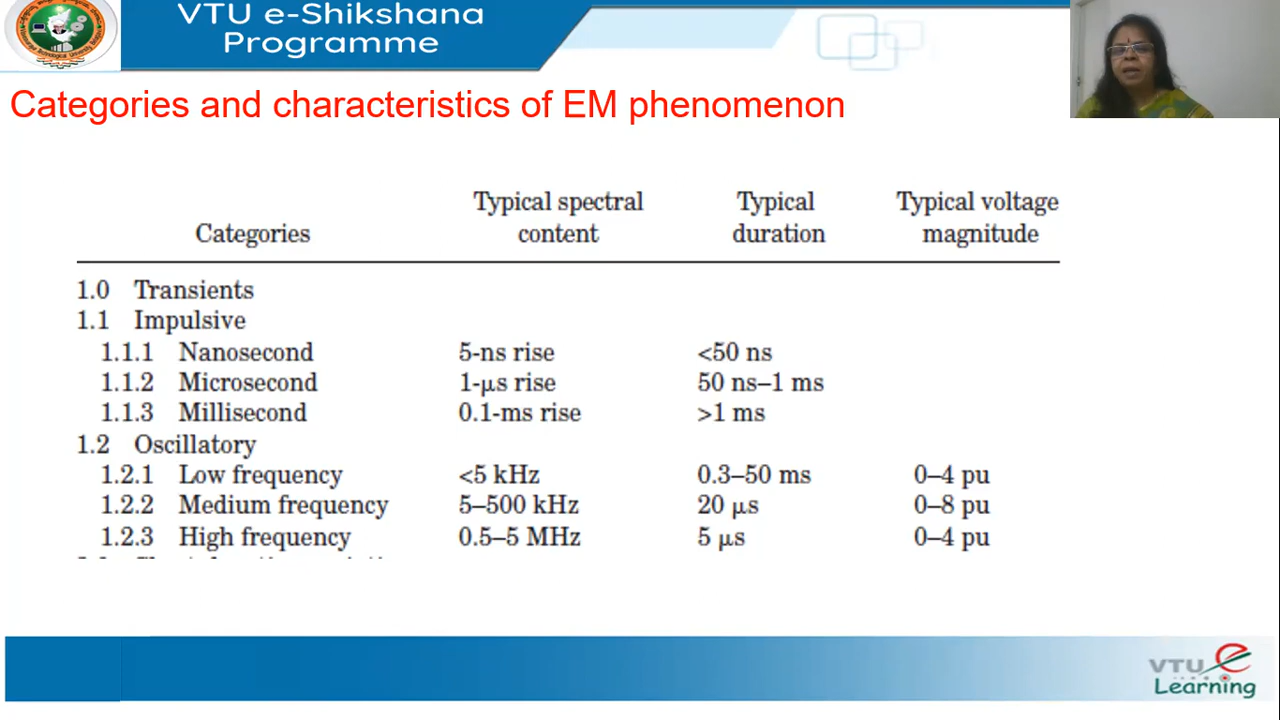 VTU e-Shikshana
Programme
Categories and characteristics of EM phenomenon
Typical spectral Typical Typical voltage
Categories content duration magnitude
1.0 Transients
1.1 Impulsive
1.1.1 Nanosecond 5-ns rise <50 ns
1.1.2 Microsecond 1-μs rise 50 ns–1 ms
1.1.3 Millisecond 0.1-ms rise >1 ms
1.2 Oscillatory
1.2.1 Low frequency <5 kHz 0.3–50 ms 0–4 pu
1.2.2 Medium frequency 5–500 kHz 20 μs 0–8 pu
1.2.3 High frequency 0.5–5 MHz 5 μs 0–4 pu
VTU e
Learning